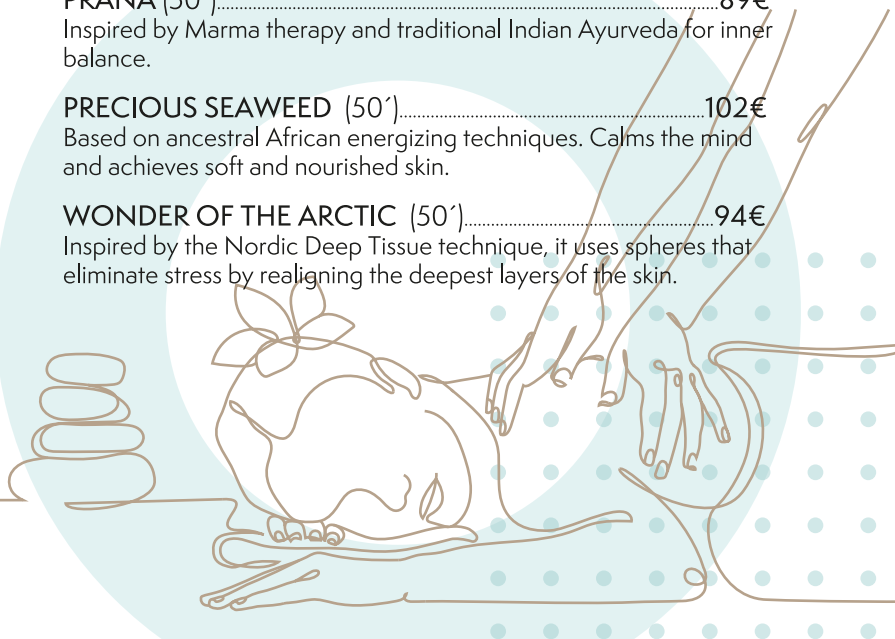 PRANA (50´)..........................................................................................89€
Inspired by Marma therapy and traditional Indian Ayurveda for inner
balance.
PRECIOUS SEAWEED (50´).......................................................................102€
Based on ancestral African energizing techniques. Calms the mind
and achieves soft and nourished skin.
WONDER OF THE ARCTIC (50´)..........................................................94€
Inspired by the Nordic Deep Tissue technique, it uses spheres that
eliminate stress by realigning the deepest layers of the skin.